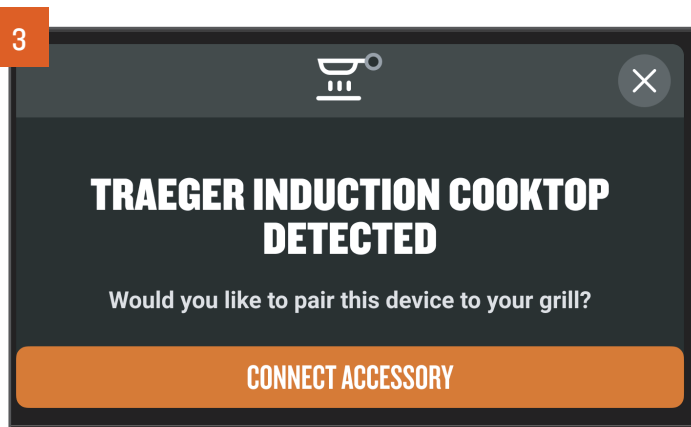 3
TRAEGER INDUCTION COOKTOP
DETECTED
Would you like to pair this device to your grill?
CONNECT ACCESSORY